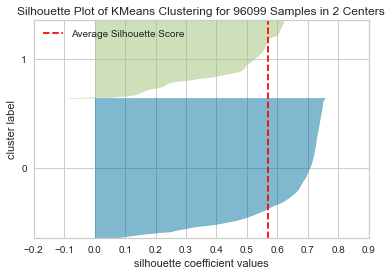 Silhouette Plot of KMeans Clustering for 96099 Samples in 2 Centers
Average Silhouette Score
1
cluster label
0
-0.2 -0.1 0.0 0.1 0.2 0.3 0.4 0.5 0.6 0.7 0.8 0.9
silhouette coefficient values